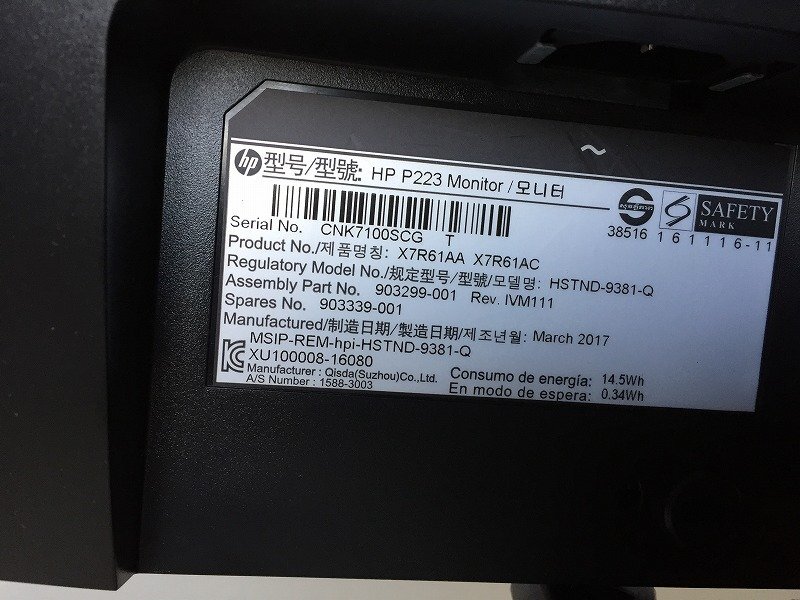 hp 型号/型號: HP P223 Monitor / 모니터
~
Serial No. CNK7100SCG T
38516
161116-11
SAFETY
MARK
Product No./제품명칭: X7R61AA X7R61AC
Regulatory Model No./规定型号/型號/모델명: HSTND-9381-Q
Assembly Part No. 903299-001 Rev. IVM111
Spares No. 903339-001
Manufactured/制造日期/製造日期/제조년월: March 2017
MSIP-REM-hpi-HSTND-9381-Q
XU100008-16080
Manufacturer : Qisda(Suzhou)Co.,Ltd.
A/S Number : 1588-3003
Consumo de energía: 14.5Wh
En modo de espera: 0.34Wh